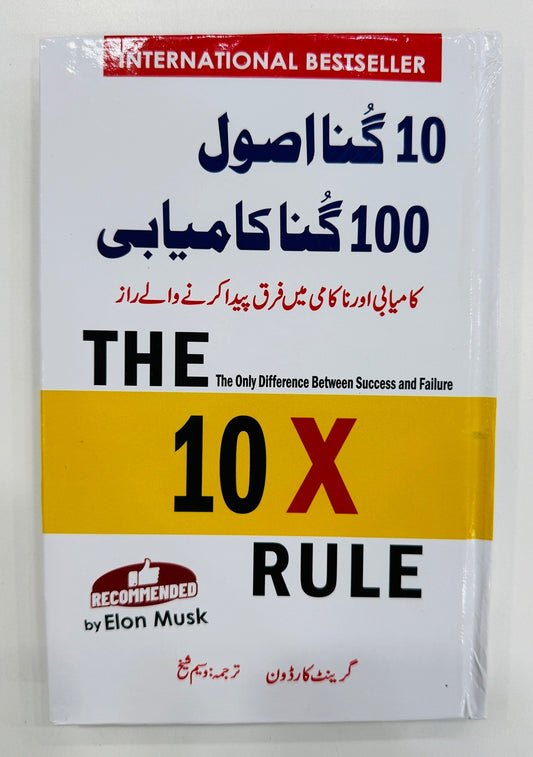 INTERNATIONAL BESTSELLER
10 گُنا اصول
100 گُنا کامیابی
کامیابی اور ناکامی میں فرق پیدا کرنے والے راز
THE
The Only Difference Between Success and Failure
10 X
RULE
RECOMMENDED
by Elon Musk
گرینٹ کارڈون ترجمہ: وسیم شیخ